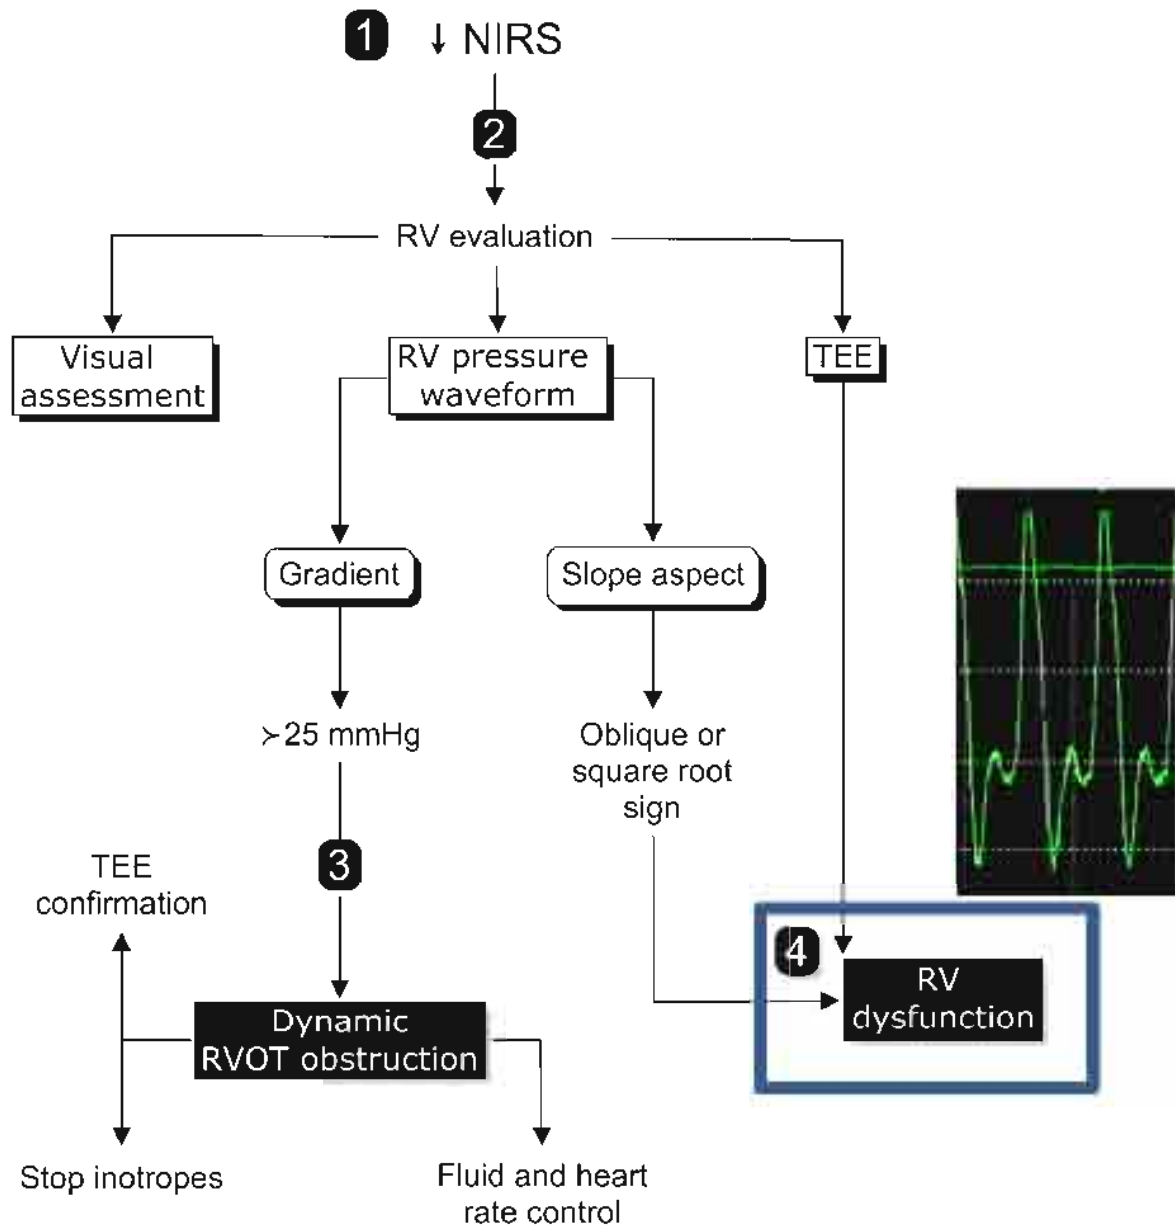 1 ↓ NIRS
2
RV evaluation
Visual
assessment
RV pressure
waveform
TEE
Gradient
Slope aspect
>25 mmHg
Oblique or
square root
sign
3
TEE
confirmation
4
RV
dysfunction
Dynamic
RVOT obstruction
Stop inotropes
Fluid and heart
rate control